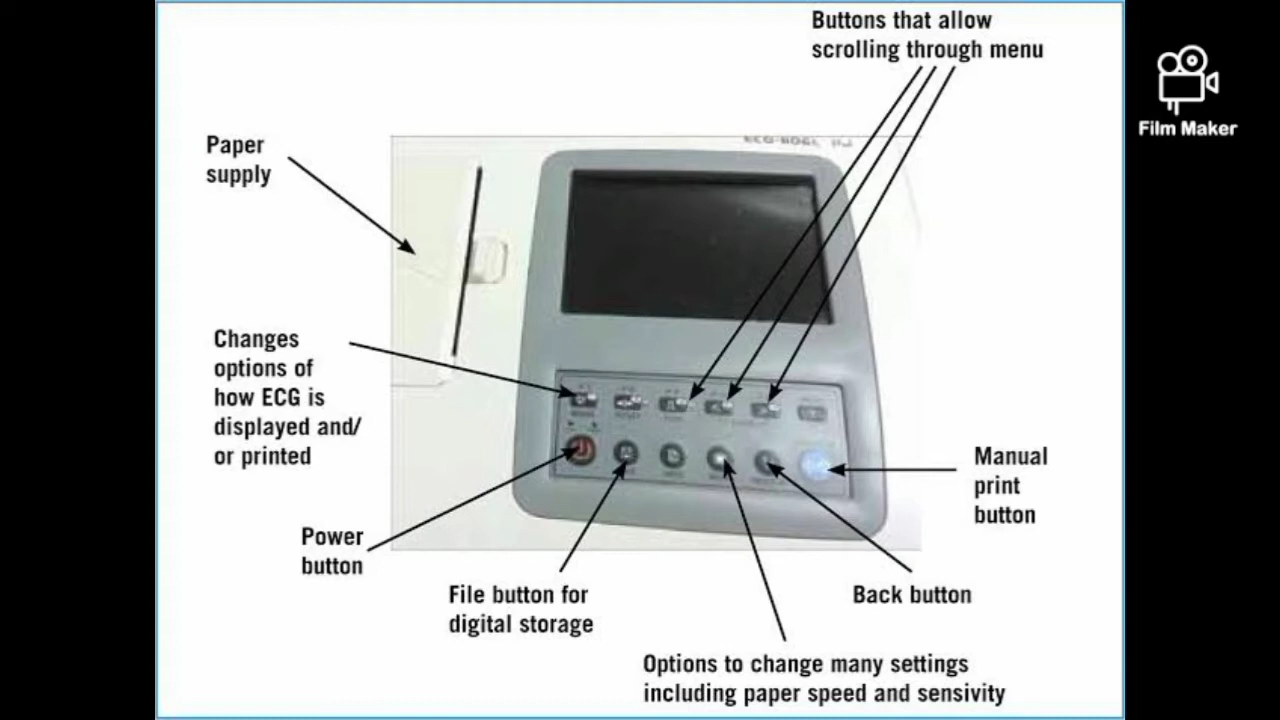 Buttons that allow
scrolling through menu
Film Maker
Paper
supply
Changes
options of
how ECG is
displayed and/
or printed
Power
button
File button for
digital storage
Options to change many settings
including paper speed and sensivity
Back button
Manual
print
button